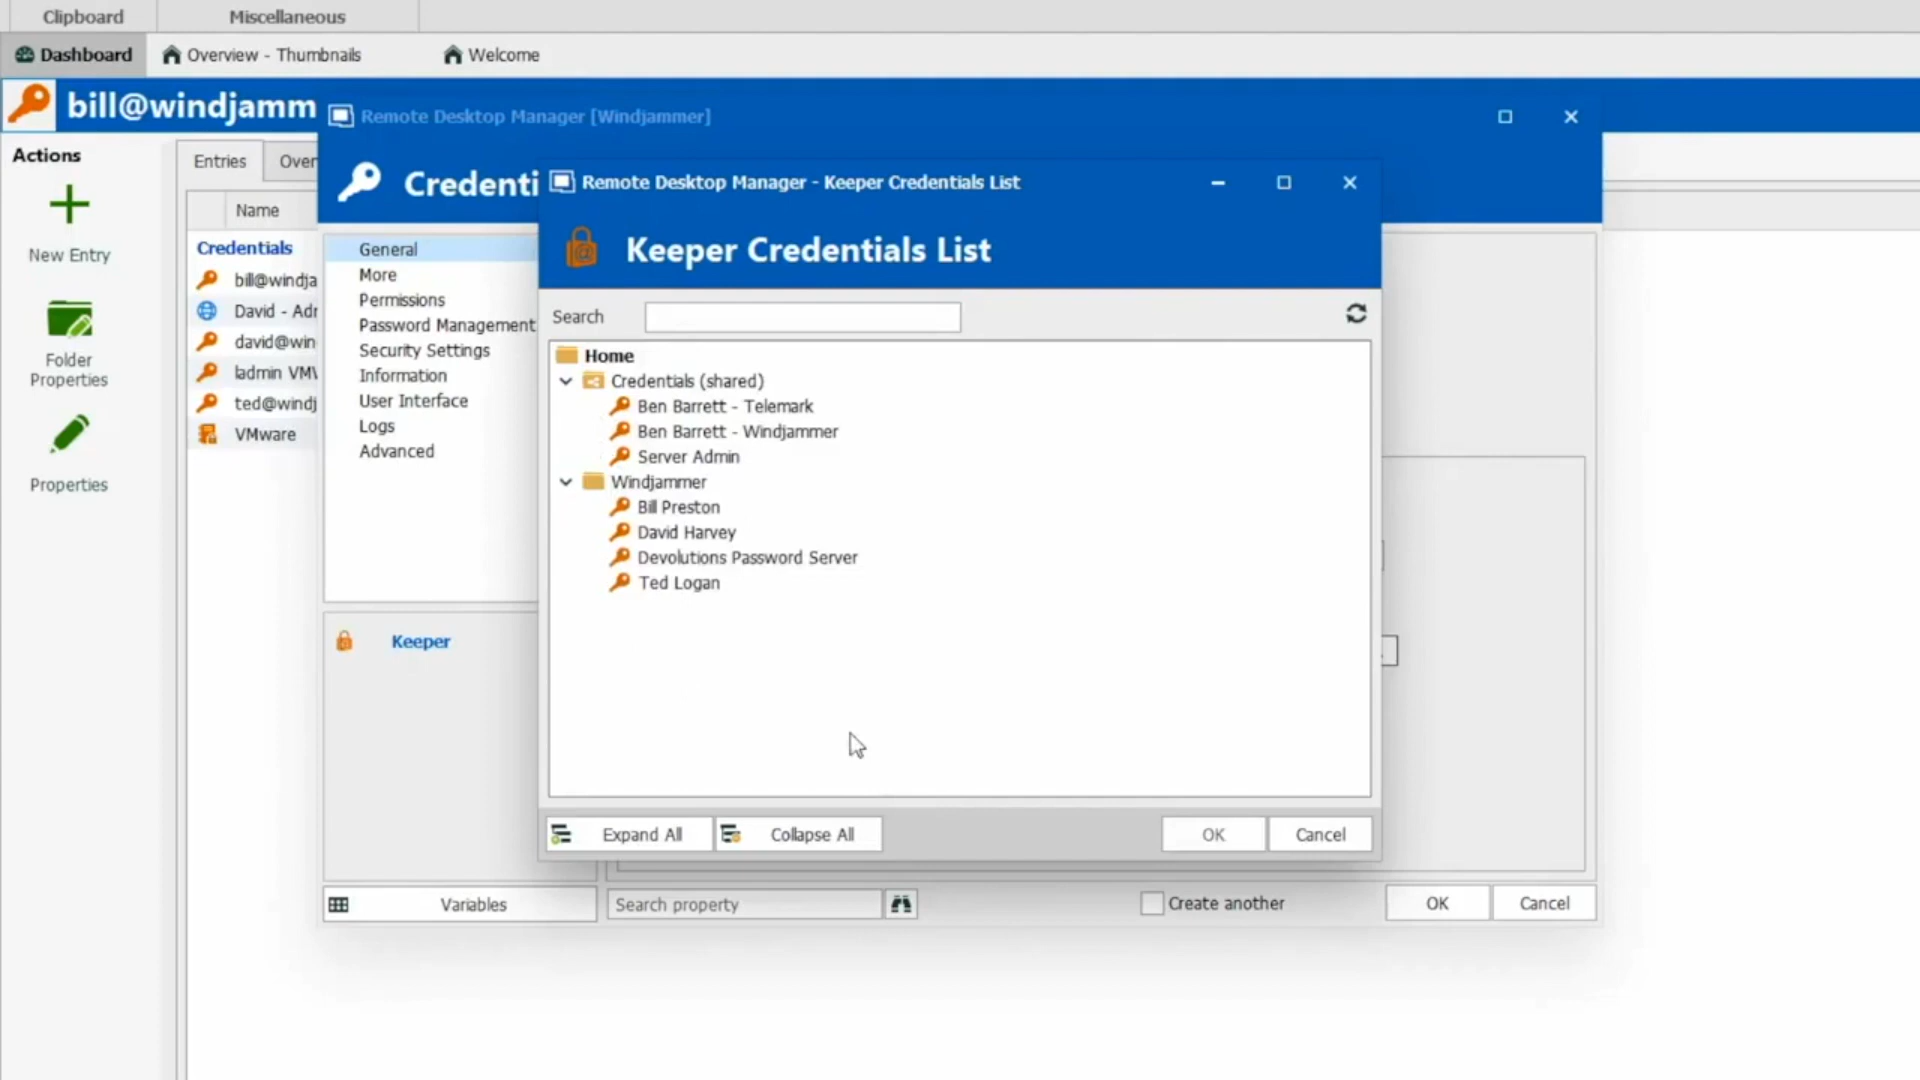 Clipboard
Miscellaneous
Dashboard
Overview - Thumbnails
Welcome
bill@windjamm
Remote Desktop Manager [Windjammer]
Actions
New Entry
Folder
Properties
Properties
Entries
Over
Name
Credentials
bill@windja
David - Adr
david@win
ladmin VMV
ted@windj
VMware
Credenti
General
More
Permissions
Password Management
Security Settings
Information
User Interface
Logs
Advanced
Keeper
Remote Desktop Manager - Keeper Credentials List
Keeper Credentials List
Search
Home
Credentials (shared)
Ben Barrett - Telemark
Ben Barrett - Windjammer
Server Admin
Windjammer
Bill Preston
David Harvey
Devolutions Password Server
Ted Logan
Expand All
Collapse All
OK
Cancel
Variables
Search property
Create another
OK
Cancel